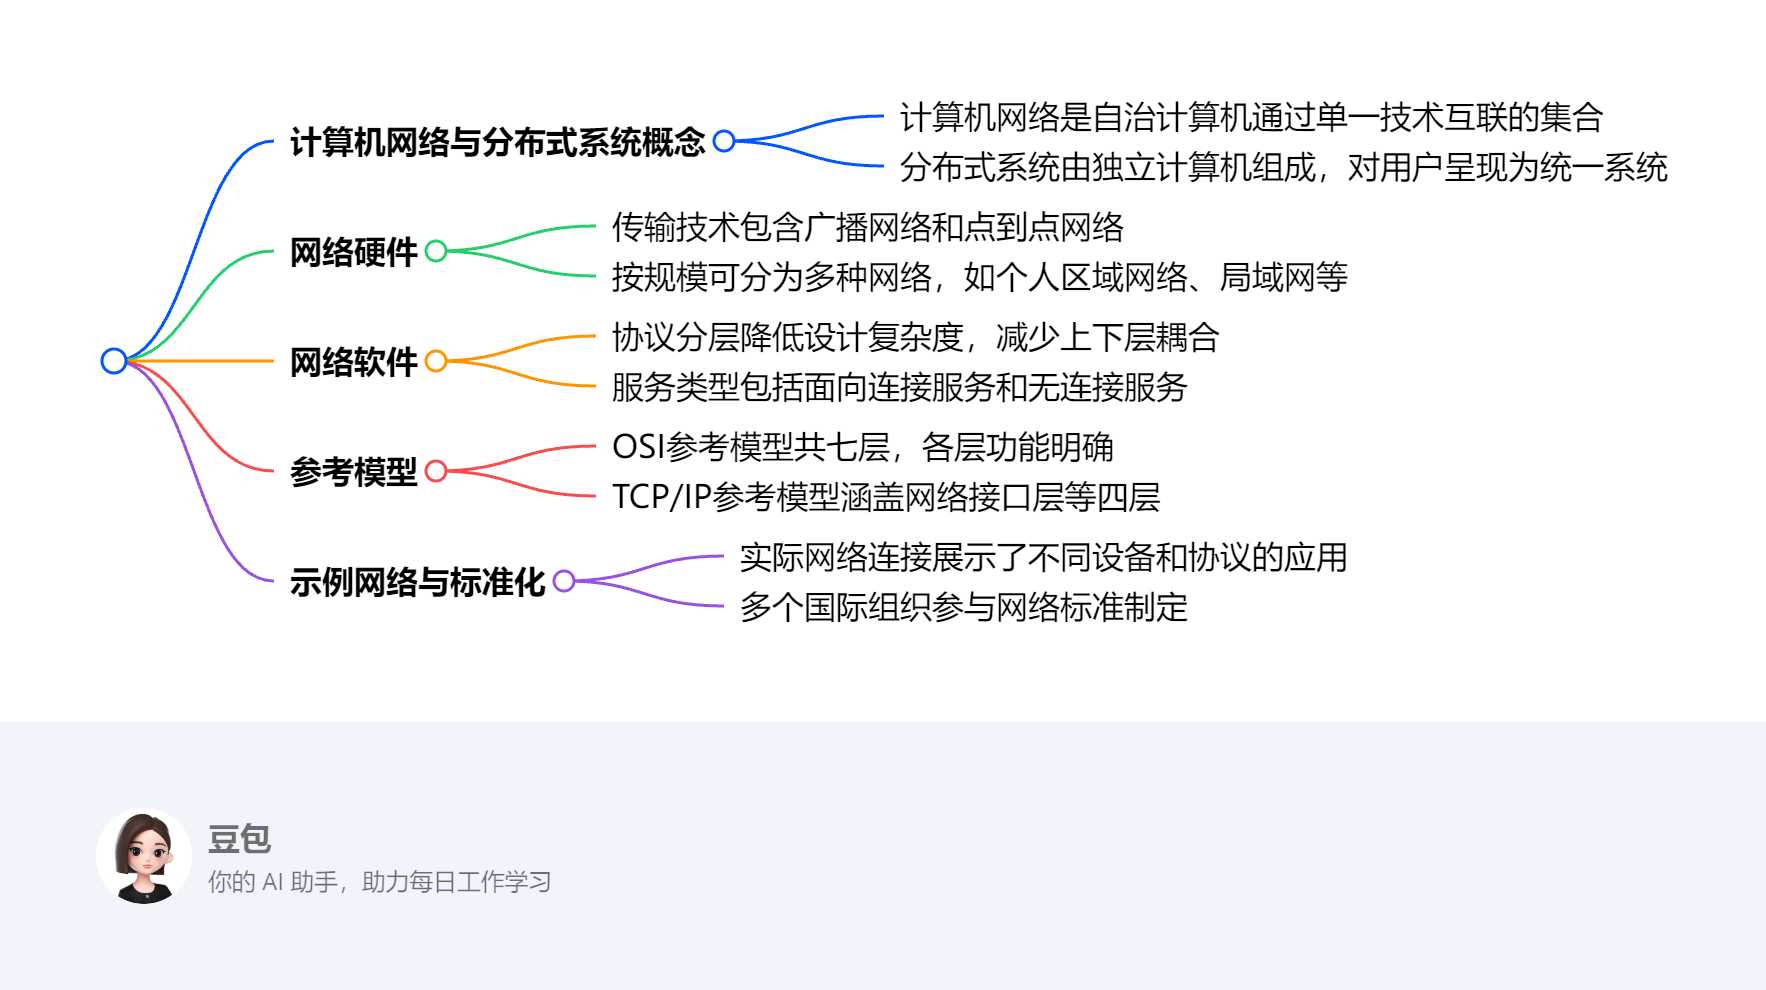 计算机网络与分布式系统概念
计算机网络是自治计算机通过单一技术互联的集合
分布式系统由独立计算机组成，对用户呈现为统一系统
网络硬件
传输技术包含广播网络和点到点网络
按规模可分为多种网络，如个人区域网络、局域网等
网络软件
协议分层降低设计复杂度，减少上下层耦合
服务类型包括面向连接服务和无连接服务
参考模型
OSI参考模型共七层，各层功能明确
TCP/IP参考模型涵盖网络接口层等四层
示例网络与标准化
实际网络连接展示了不同设备和协议的应用
多个国际组织参与网络标准制定
豆包
你的 AI 助手，助力每日工作学习